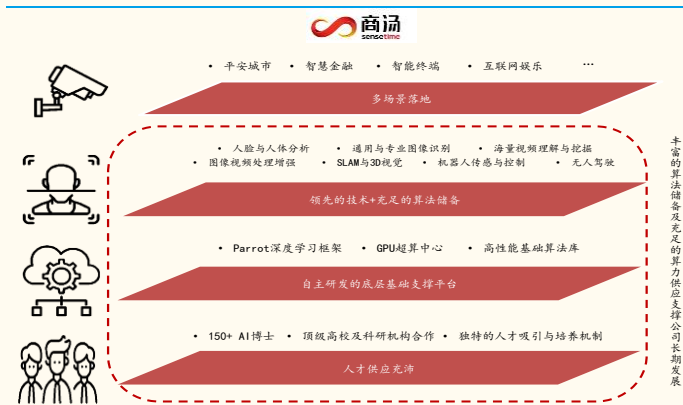 商汤
sensetime
• 平安城市 • 智慧金融 • 智能终端 • 互联网娱乐 …
多场景落地
• 人脸与人体分析 • 通用与专业图像识别 • 海量视频理解与挖掘
• 图像视频处理增强 • SLAM与3D视觉 • 机器人传感与控制 • 无人驾驶
领先的技术+充足的算法储备
• Parrot深度学习框架 • GPU超算中心 • 高性能基础算法库
自主研发的底层基础支撑平台
• 150+ AI博士 • 顶级高校及科研机构合作 • 独特的人才吸引与培养机制
人才供应充沛
丰富的算法储备及充足的算力供应支撑公司长期发展